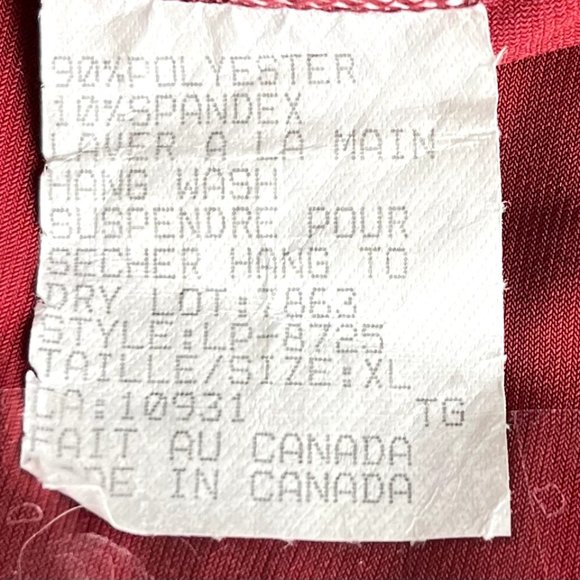 90%POLYESTER
10%SPANDEX
LAVER A LA MAIN
HANG WASH
SUSPENDRE POUR
SECHER HANG TO
DRY LOT:7863
STYLE:LP-8725
TAILLE/SIZE:XL
CA:10931 TG
FAIT AU CANADA
MADE IN CANADA